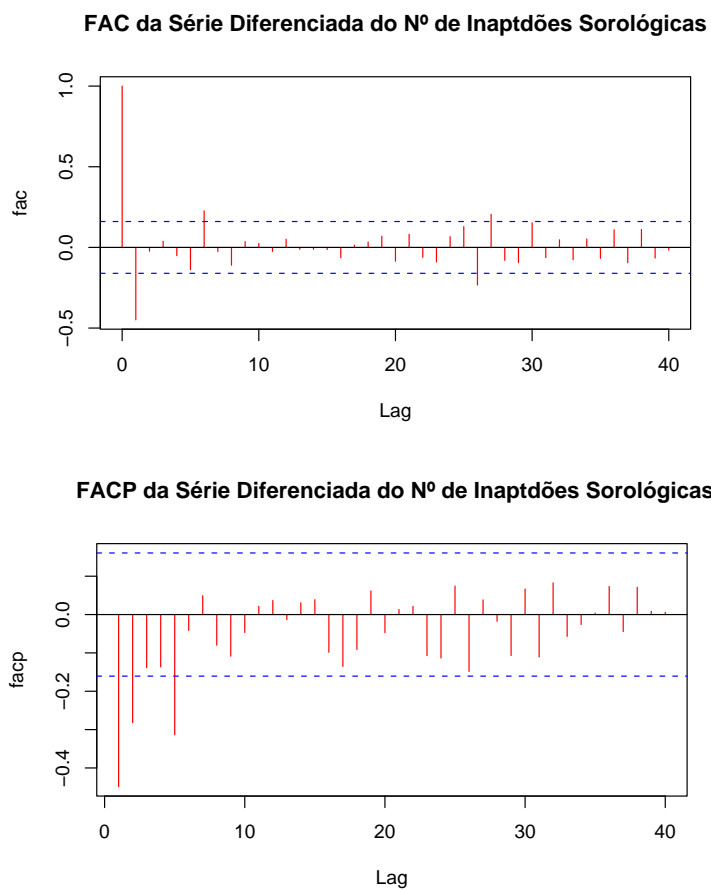 FAC da Série Diferenciada do Nº de Inaptdões Sorológicas
1.0
0.5
0.0
−0.5
fac
0
10
20
30
40
Lag
FACP da Série Diferenciada do Nº de Inaptdões Sorológicas
0.0
−0.2
−0.4
facp
0
10
20
30
40
Lag